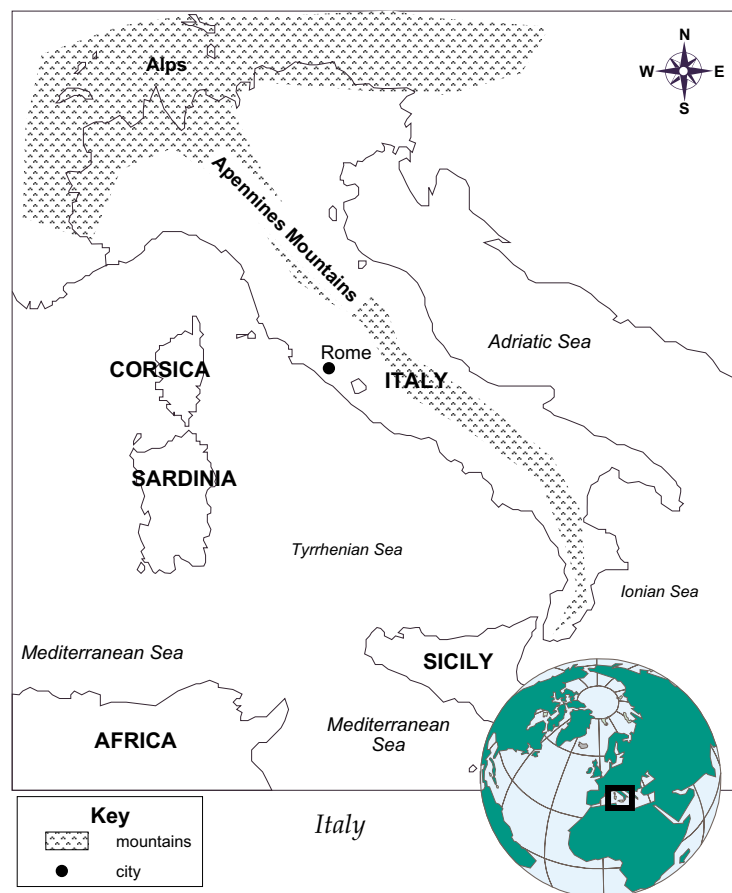 Alps
N
W E
S
Apennines Mountains
Adriatic Sea
Rome
CORSICA
ITALY
SARDINIA
Tyrrhenian Sea
Ionian Sea
Mediterranean Sea
SICILY
AFRICA
Mediterranean
Sea
Key
mountains
city
Italy